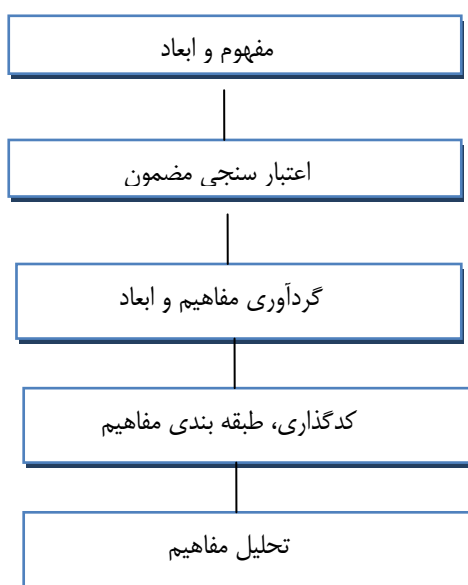 مفهوم و ابعاد
اعتبار سنجی مضمون
گردآوری مفاهیم و ابعاد
کدگذاری، طبقه بندی مفاهیم
تحلیل مفاهیم